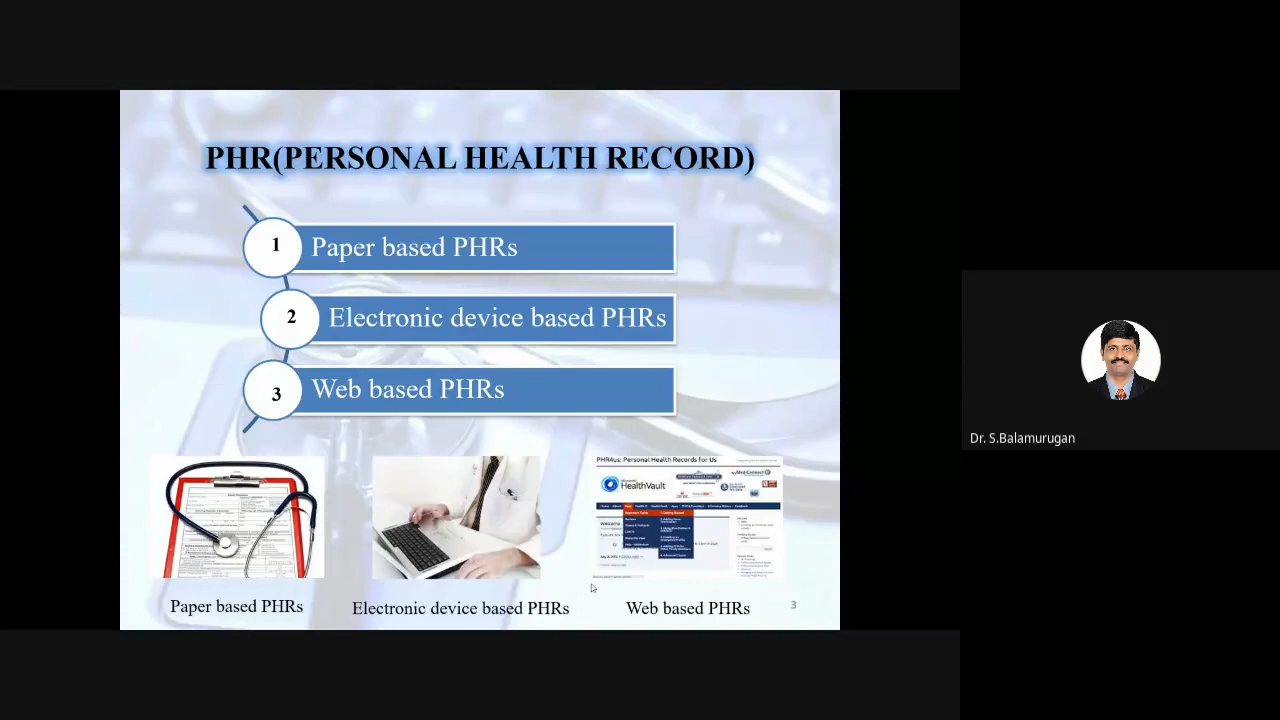 PHR(PERSONAL HEALTH RECORD)
1
Paper based PHRs
2
Electronic device based PHRs
3
Web based PHRs
PHR4us: Personal Health Records for Us
HealthVault
Paper based PHRs
Electronic device based PHRs
Web based PHRs
3
Dr. S.Balamurugan